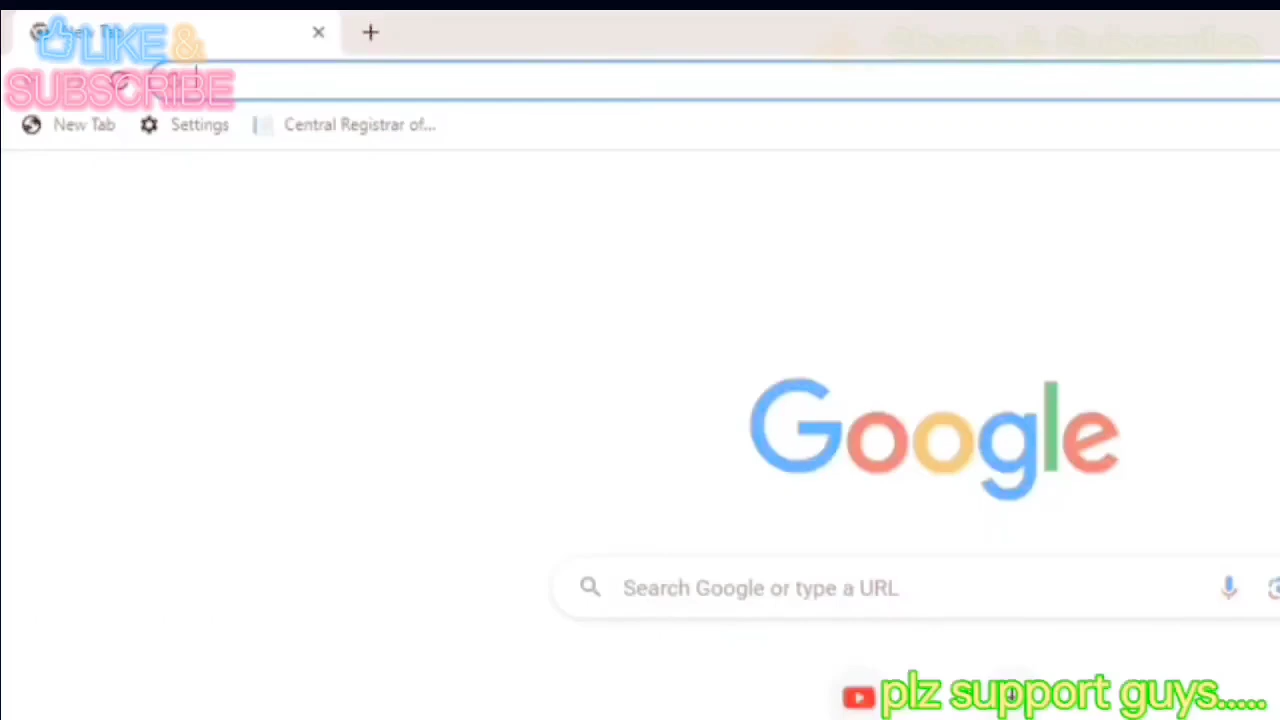 LIKE &
SUBSCRIBE
New Tab
Settings
Central Registrar of...
Google
Search Google or type a URL
plz support guys.....